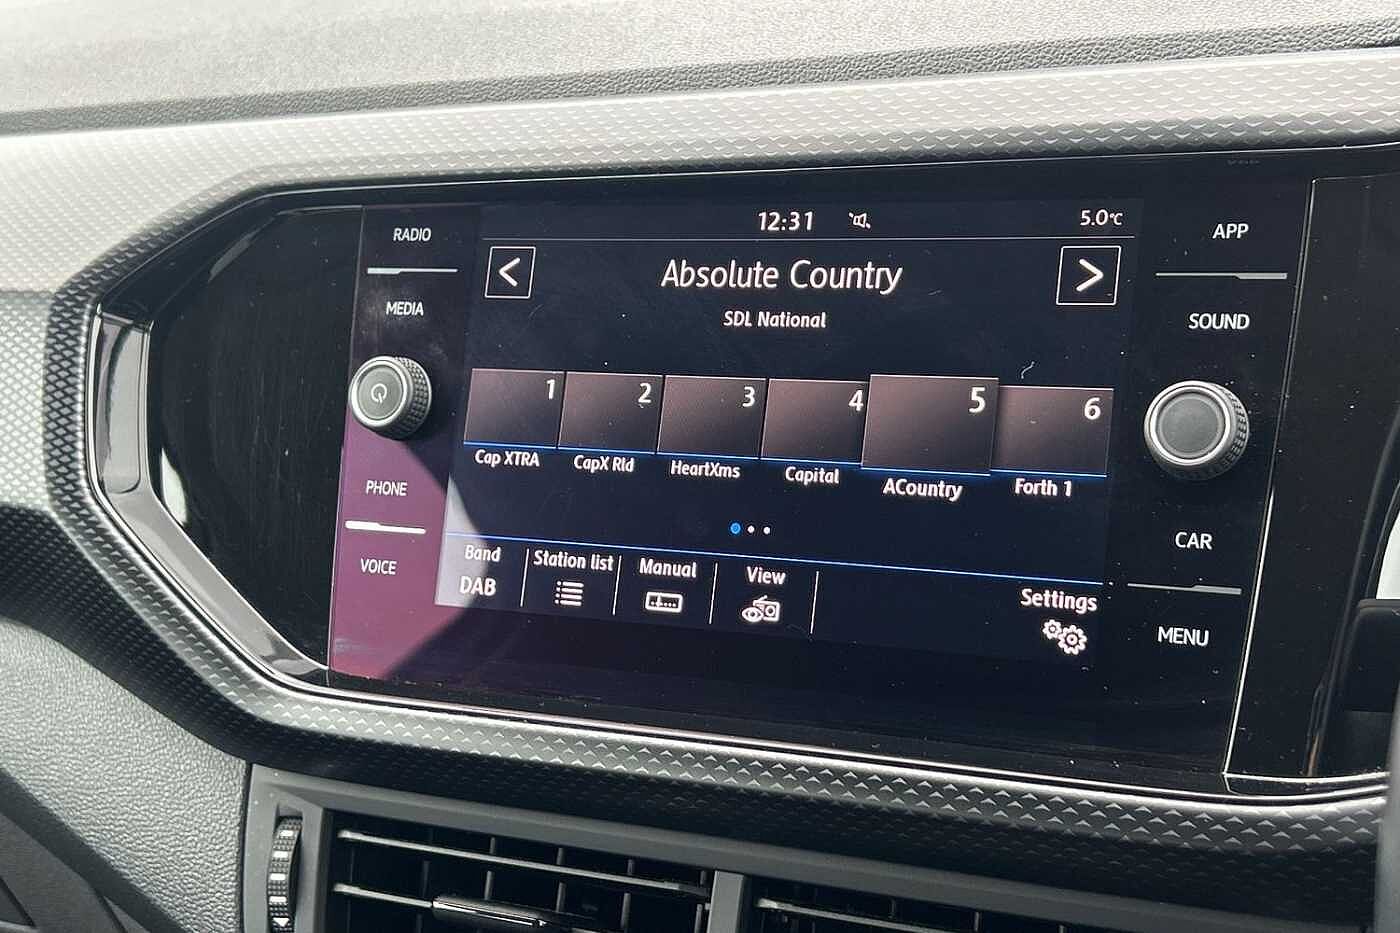 RADIO
MEDIA
PHONE
VOICE
12:31
5.0°C
Absolute Country
SDL National
1
2
3
4
5
6
Cap XTRA
CapX Rld
HeartXms
Capital
ACountry
Forth 1
Band
DAB
Station list
Manual
View
Settings
APP
SOUND
CAR
MENU